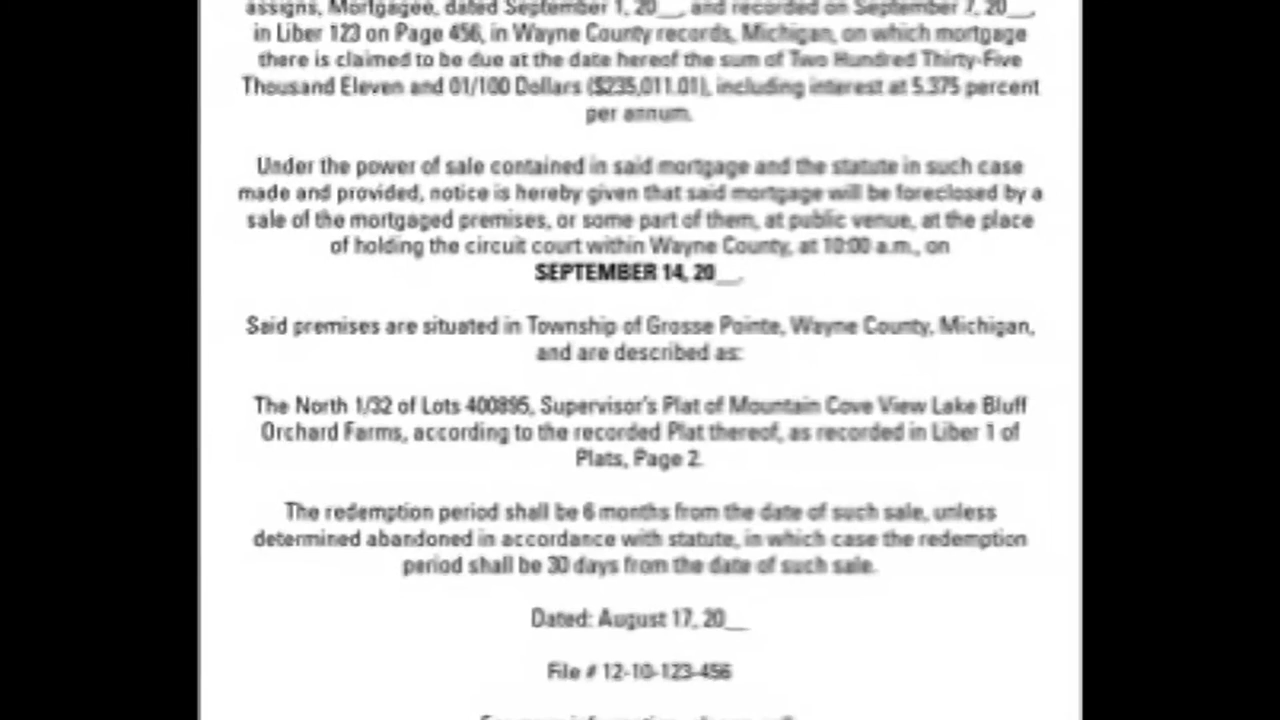 assigns, Mortgagee, dated September 1, 20__, and recorded on September 7, 20__,
in Liber 123 on Page 456, in Wayne County records, Michigan, on which mortgage
there is claimed to be due at the date hereof the sum of Two Hundred Thirty-Five
Thousand Eleven and 01/100 Dollars ($235,011.01), including interest at 5.375 percent
per annum.
Under the power of sale contained in said mortgage and the statute in such case
made and provided, notice is hereby given that said mortgage will be foreclosed by a
sale of the mortgaged premises, or some part of them, at public venue, at the place
of holding the circuit court within Wayne County, at 10:00 a.m., on
SEPTEMBER 14, 20__.
Said premises are situated in Township of Grosse Pointe, Wayne County, Michigan,
and are described as:
The North 1/32 of Lots 400895, Supervisor's Plat of Mountain Cove View Lake Bluff
Orchard Farms, according to the recorded Plat thereof, as recorded in Liber 1 of
Plats, Page 2.
The redemption period shall be 6 months from the date of such sale, unless
determined abandoned in accordance with statute, in which case the redemption
period shall be 30 days from the date of such sale.
Dated: August 17, 20__
File # 12-10-123-456
For more information, please call: